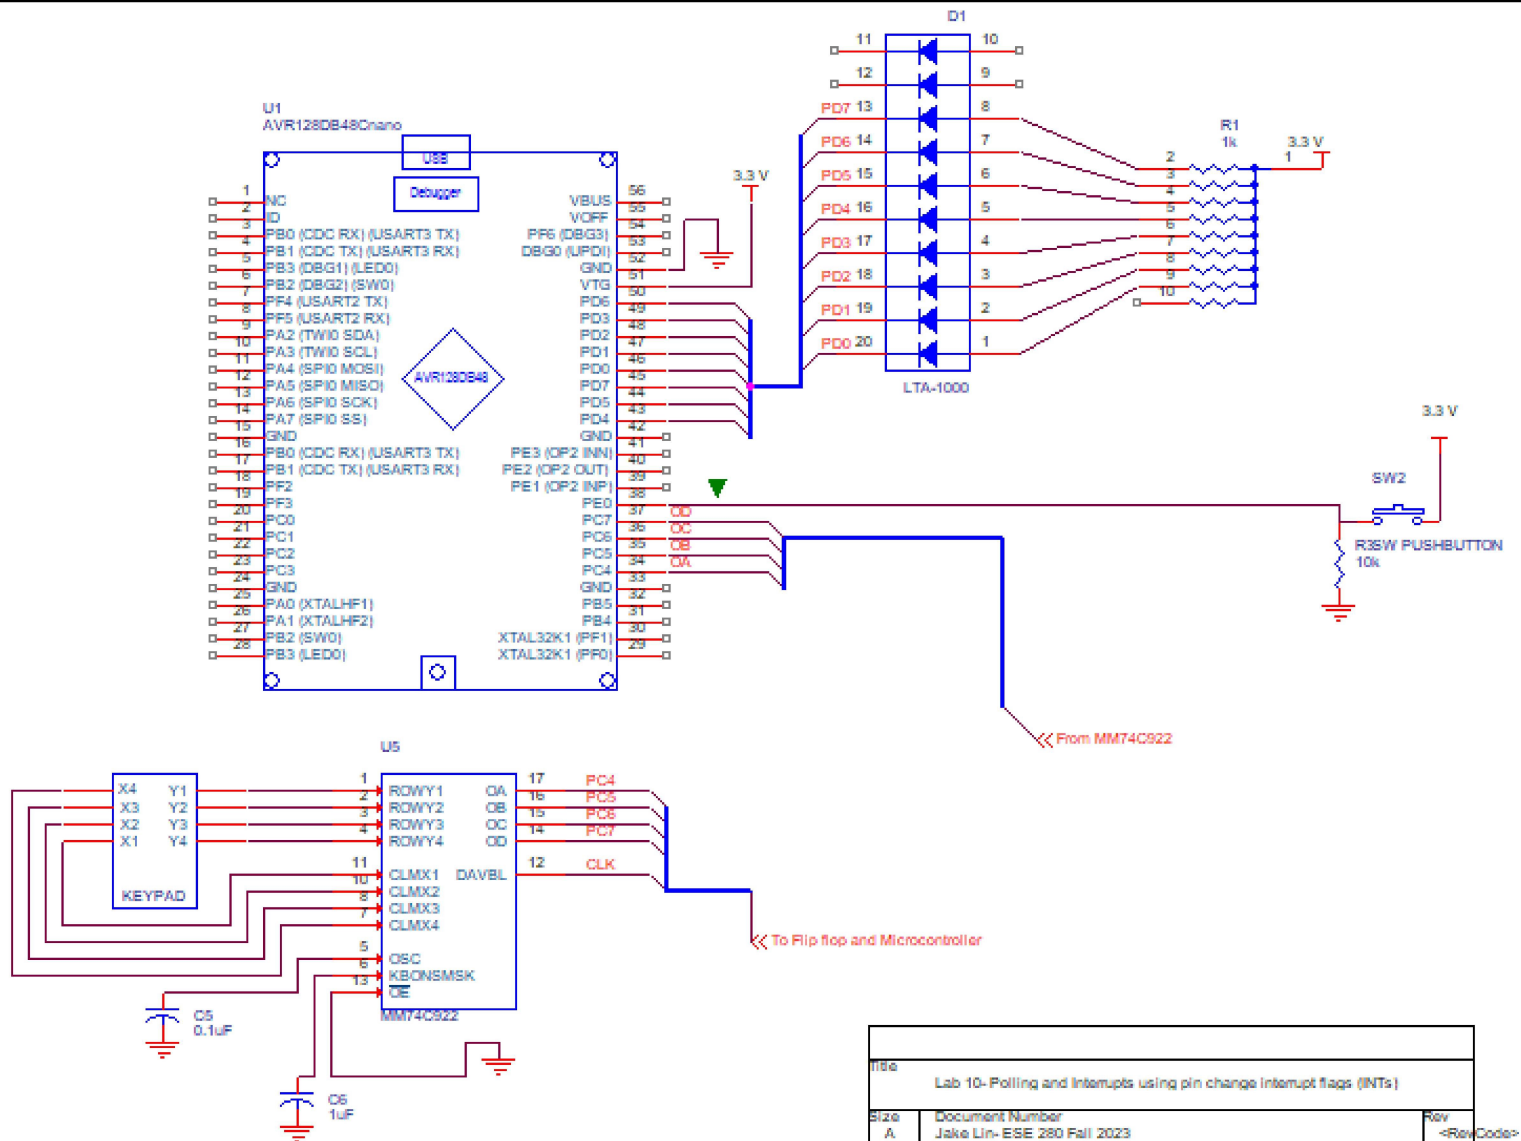 D1
11 10
12 9
PD7 13 8
PD6 14 7
PD5 15 6
PD4 16 5
PD3 17 4
PD2 18 3
PD1 19 2
PD0 20 1
LTA-1000
R1
1k
3.3 V
1
2
3
4
5
6
7
8
9
10
U1
AVR128DB48Cnano
USB
Debugger
AVR128DB48
3.3 V
1 NC
2 ID
3 PB0 (CDC RX) (USART3 TX)
4 PB1 (CDC TX) (USART3 RX)
5 PB3 (DBG1) (LED0)
6 PB2 (DBG2) (SW0)
7 PF4 (USART2 TX)
8 PF5 (USART2 RX)
9 PA2 (TWI0 SDA)
10 PA3 (TWI0 SCL)
11 PA4 (SPI0 MOSI)
12 PA5 (SPI0 MISO)
13 PA6 (SPI0 SCK)
14 PA7 (SPI0 SS)
15 GND
16 PB0 (CDC RX) (USART3 TX)
17 PB1 (CDC TX) (USART3 RX)
18 PF2
19 PF3
20 PC0
21 PC1
22 PC2
23 PC3
24 GND
25 PA0 (XTALHF1)
26 PA1 (XTALHF2)
27 PB2 (SW0)
28 PB3 (LED0)
VBUS 56
VOFF 55
PF6 (DBG3) 54
DBG0 (UPDI) 53
GND 52
VTG 51
PD6 50
PD3 49
PD2 48
PD1 47
PD0 46
PD7 45
PD5 44
PD4 43
GND 42
PE3 (OP2 INN) 41
PE2 (OP2 OUT) 40
PE1 (OP2 INP) 39
PE0 38
PC7 37 OD
PC6 36 OC
PC5 35 OB
PC4 34 OA
GND 33
PB5 32
PB4 31
XTAL32K1 (PF1) 30
XTAL32K1 (PF0) 29
3.3 V
SW2
R3SW PUSHBUTTON
10k
From MM74C922
U5
X4 Y1
X3 Y2
X2 Y3
X1 Y4
KEYPAD
1 ROWY1 OA 17 PC4
2 ROWY2 OB 16 PC5
3 ROWY3 OC 15 PC6
4 ROWY4 OD 14 PC7
11 CLMX1 DAVBL 12 CLK
10 CLMX2
8 CLMX3
7 CLMX4
5 OSC
6 KBONSMSK
13 OE
MM74C922
To Flip flop and Microcontroller
C5
0.1uF
C6
1uF
Title
Lab 10- Polling and Interrupts using pin change interrupt flags (INTs)
Size Document Number Rev
A Jake Lin- ESE 280 Fall 2023 <RevCode>